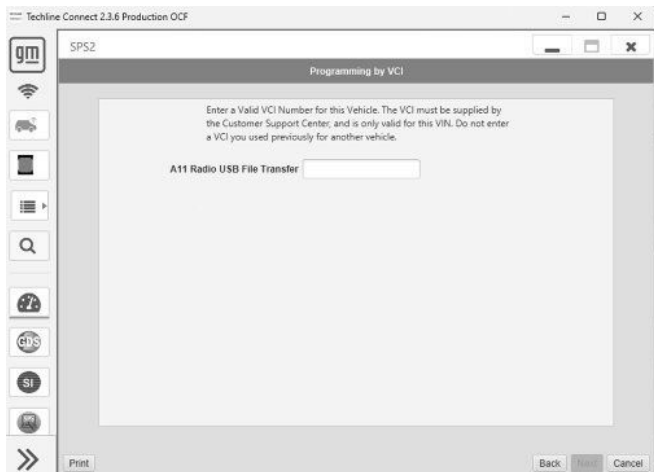 Techline Connect 2.3.6 Production OCF
gm
SPS2
Programming by VCI
Enter a Valid VCI Number for this Vehicle. The VCI must be supplied by
the Customer Support Center, and is only valid for this VIN. Do not enter
a VCI you used previously for another vehicle.
A11 Radio USB File Transfer
GDS
SI
Print
Back
Next
Cancel